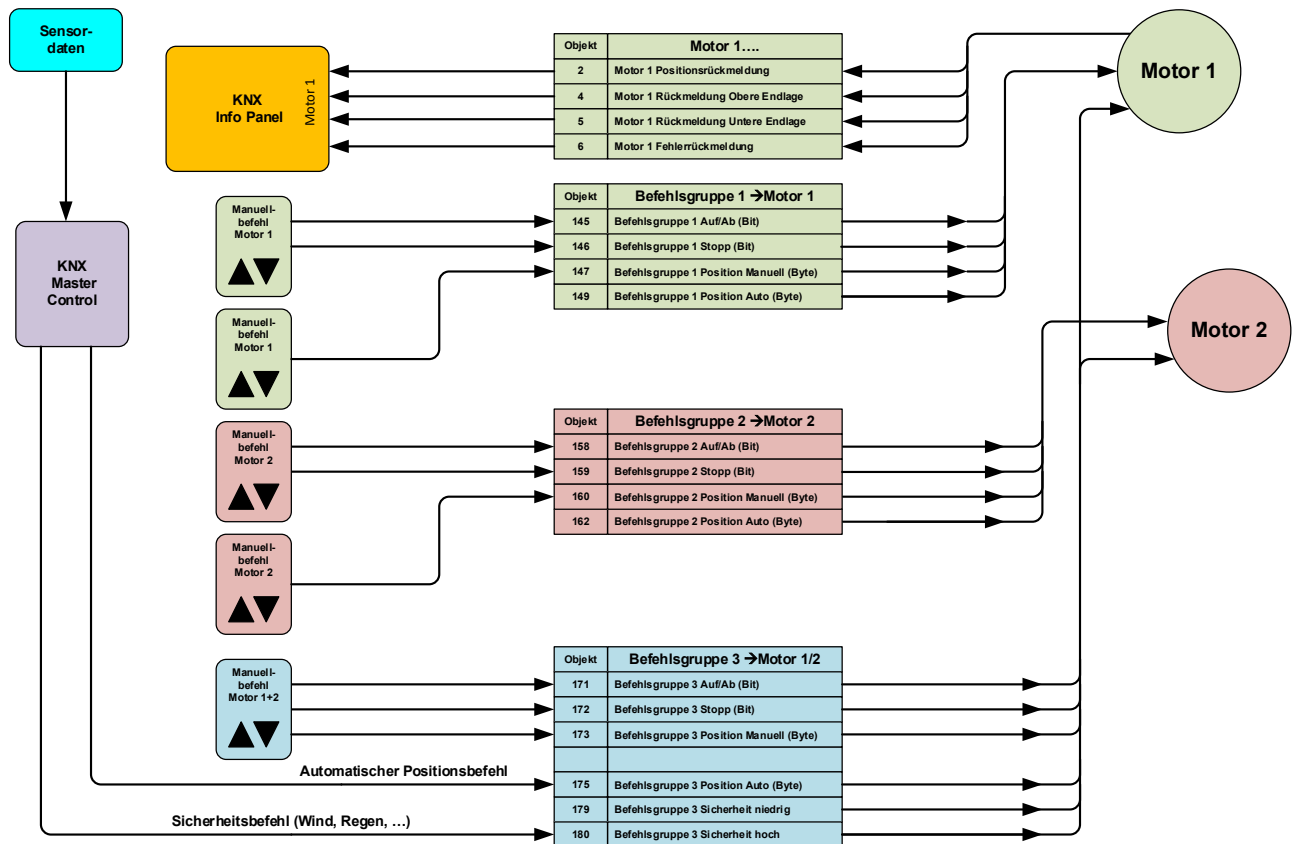 Sensor-
daten
KNX
Info Panel
Motor 1
Objekt Motor 1....
2 Motor 1 Positionsrückmeldung
4 Motor 1 Rückmeldung Obere Endlage
5 Motor 1 Rückmeldung Untere Endlage
6 Motor 1 Fehlerrückmeldung
Motor 1
KNX
Master
Control
Manuell-
befehl
Motor 1
Objekt Befehlsgruppe 1 →Motor 1
145 Befehlsgruppe 1 Auf/Ab (Bit)
146 Befehlsgruppe 1 Stopp (Bit)
147 Befehlsgruppe 1 Position Manuell (Byte)
149 Befehlsgruppe 1 Position Auto (Byte)
Manuell-
befehl
Motor 1
Motor 2
Manuell-
befehl
Motor 2
Objekt Befehlsgruppe 2 →Motor 2
158 Befehlsgruppe 2 Auf/Ab (Bit)
159 Befehlsgruppe 2 Stopp (Bit)
160 Befehlsgruppe 2 Position Manuell (Byte)
162 Befehlsgruppe 2 Position Auto (Byte)
Manuell-
befehl
Motor 2
Manuell-
befehl
Motor 1+2
Objekt Befehlsgruppe 3 →Motor 1/2
171 Befehlsgruppe 3 Auf/Ab (Bit)
172 Befehlsgruppe 3 Stopp (Bit)
173 Befehlsgruppe 3 Position Manuell (Byte)
Automatischer Positionsbefehl
175 Befehlsgruppe 3 Position Auto (Byte)
179 Befehlsgruppe 3 Sicherheit niedrig
Sicherheitsbefehl (Wind, Regen, ...)
180 Befehlsgruppe 3 Sicherheit hoch